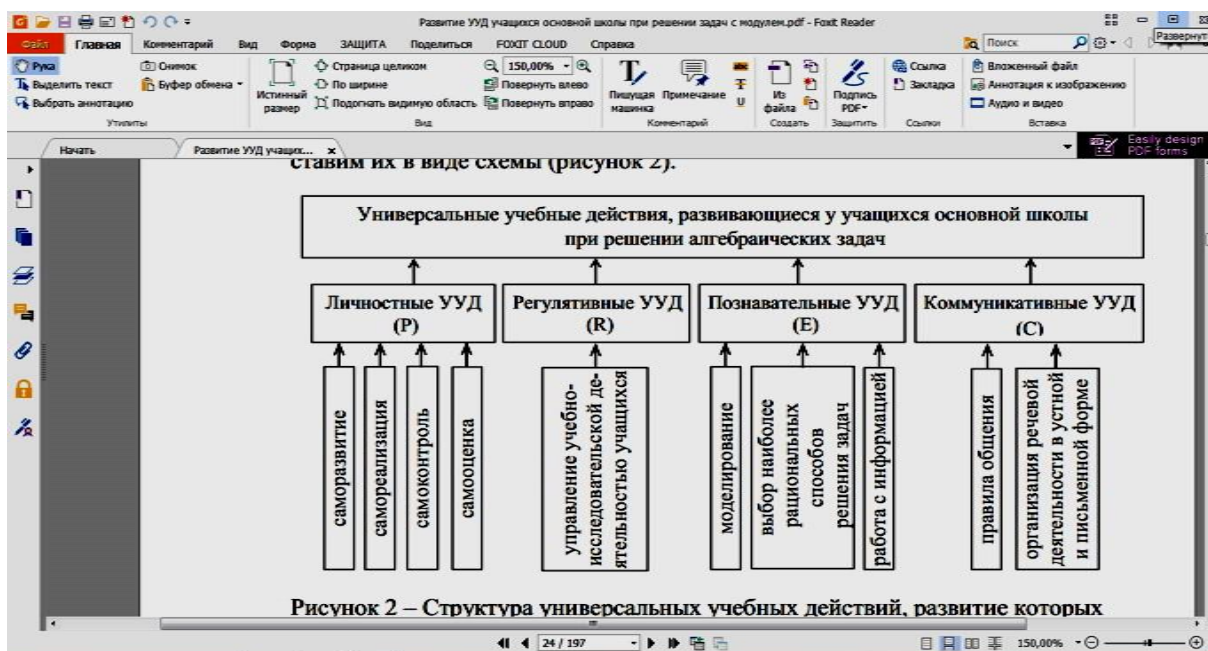 Развитие УУД учащихся основной школы при решении задач с модулем.pdf - Foxit Reader
Развернут
Файл Главная Комментарий Вид Форма ЗАЩИТА Поделиться FOXIT CLOUD Справка
Поиск
Рука
Выделить текст
Выбрать аннотацию
Утилиты
Снимок
Буфер обмена
Истинный размер
Страница целиком
По ширине
Подогнать видимую область
150,00%
Повернуть влево
Повернуть вправо
Вид
Пишущая машинка
Примечание
Комментарий
Из файла
Создать
Подпись PDF
Защитить
Ссылка
Закладка
Ссылки
Вложенный файл
Аннотация к изображению
Аудио и видео
Вставка
Начать
Развитие УУД учащих...
Easily design
PDF forms
ставим их в виде схемы (рисунок 2).
Универсальные учебные действия, развивающиеся у учащихся основной школы
при решении алгебраических задач
Личностные УУД
(P)
Регулятивные УУД
(R)
Познавательные УУД
(E)
Коммуникативные УУД
(C)
саморазвитие
самореализация
самоконтроль
самооценка
управление учебно-
исследовательской де-
ятельностью учащихся
моделирование
выбор наиболее
рациональных
способов
решения задач
работа с информацией
правила общения
организация речевой
деятельности в устной
и письменной форме
Рисунок 2 – Структура универсальных учебных действий, развитие которых
24 / 197
150,00%